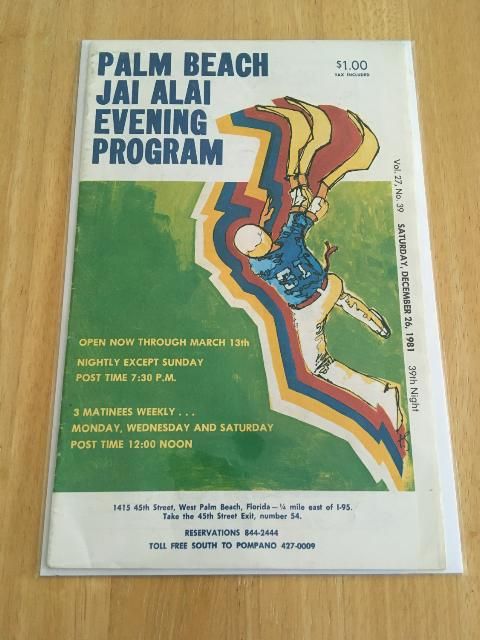 PALM BEACH
JAI ALAI
EVENING
PROGRAM
$1.00
TAX INCLUDED
Vol. 27, No. 39 SATURDAY, DECEMBER 26, 1981 39th Night
OPEN NOW THROUGH MARCH 13th
NIGHTLY EXCEPT SUNDAY
POST TIME 7:30 P.M.
3 MATINEES WEEKLY . . .
MONDAY, WEDNESDAY AND SATURDAY
POST TIME 12:00 NOON
1415 45th Street, West Palm Beach, Florida — ¼ mile east of I-95.
Take the 45th Street Exit, number 54.
RESERVATIONS 844-2444
TOLL FREE SOUTH TO POMPANO 427-0009